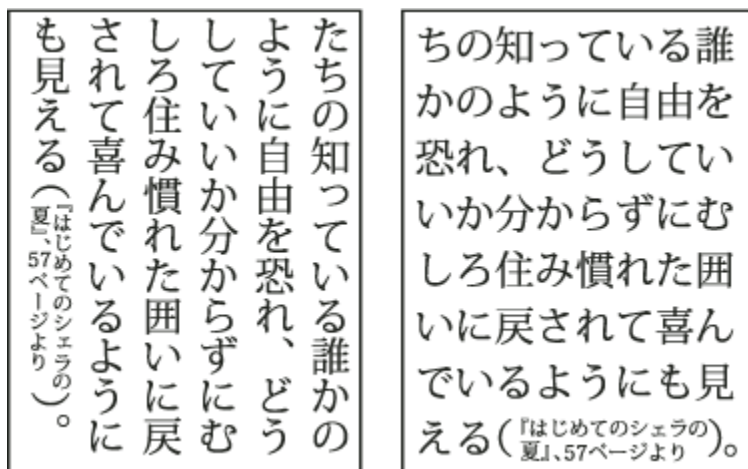 たちの知っている誰かの
ように自由を恐れ、どう
していいか分からずにむ
しろ住み慣れた囲いに戻
されて喜んでいるように
も見える(『はじめてのシェラの
夏』、57ページより)。
ちの知っている誰
かのように自由を
恐れ、どうしてい
いか分からずにむ
しろ住み慣れた囲
いに戻されて喜ん
でいるようにも見
える(『はじめてのシェラの
夏』、57ページより)。